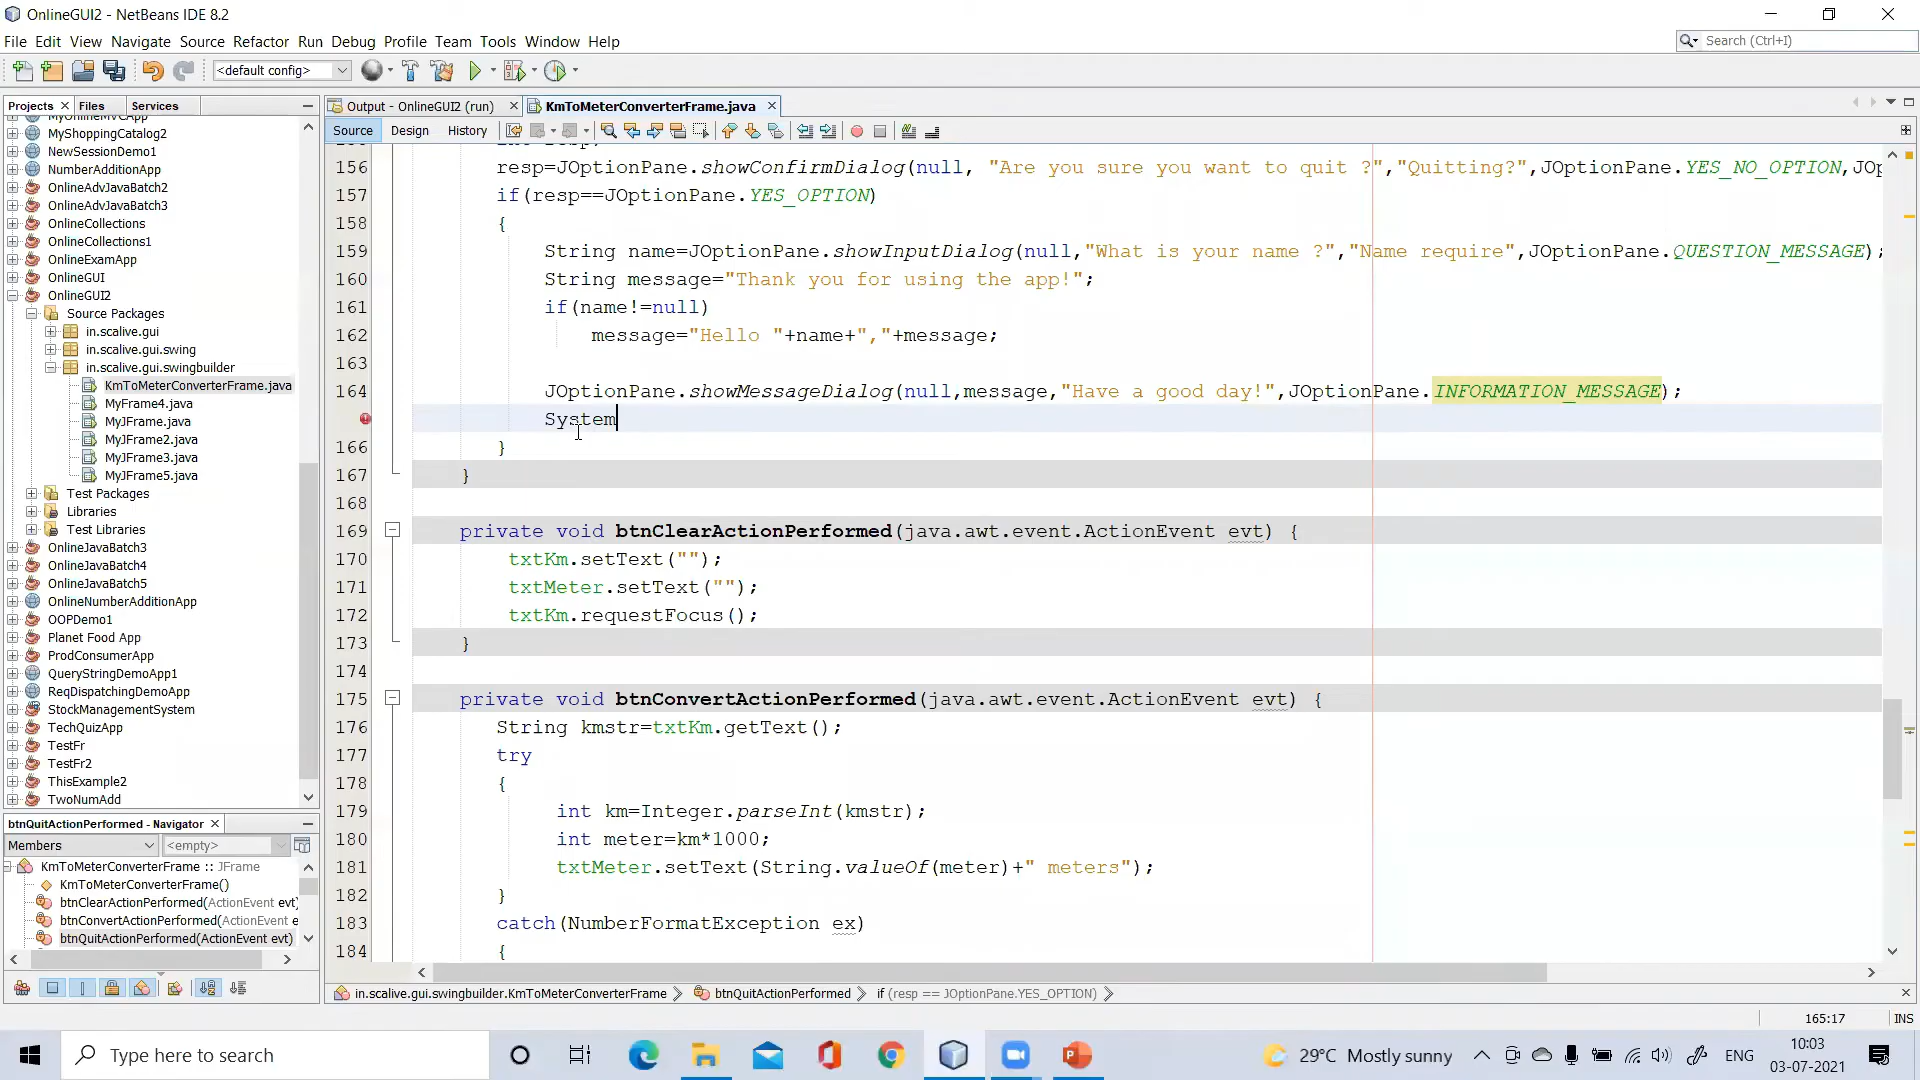 OnlineGUI2 - NetBeans IDE 8.2
File Edit View Navigate Source Refactor Run Debug Profile Team Tools Window Help
Search (Ctrl+I)
<default config>
Projects Files Services
Output - OnlineGUI2 (run) KmToMeterConverterFrame.java
Source Design History
MyOnlineMVCApp
MyShoppingCatalog2
NewSessionDemo1
NumberAdditionApp
OnlineAdvJavaBatch2
OnlineAdvJavaBatch3
OnlineCollections
OnlineCollections1
OnlineExamApp
OnlineGUI
OnlineGUI2
Source Packages
in.scalive.gui
in.scalive.gui.swing
in.scalive.gui.swingbuilder
KmToMeterConverterFrame.java
MyFrame4.java
MyJFrame.java
MyJFrame2.java
MyJFrame3.java
MyJFrame5.java
Test Packages
Libraries
Test Libraries
OnlineJavaBatch3
OnlineJavaBatch4
OnlineJavaBatch5
OnlineNumberAdditionApp
OOPDemo1
Planet Food App
ProdConsumerApp
QueryStringDemoApp1
ReqDispatchingDemoApp
StockManagementSystem
TechQuizApp
TestFr
TestFr2
ThisExample2
TwoNumAdd
btnQuitActionPerformed - Navigator
Members <empty>
KmToMeterConverterFrame :: JFrame
KmToMeterConverterFrame()
btnClearActionPerformed(ActionEvent evt)
btnConvertActionPerformed(ActionEvent e
btnQuitActionPerformed(ActionEvent evt)
int resp;
156 resp=JOptionPane.showConfirmDialog(null, "Are you sure you want to quit ?","Quitting?",JOptionPane.YES_NO_OPTION,JOp
157 if(resp==JOptionPane.YES_OPTION)
158 {
159 String name=JOptionPane.showInputDialog(null,"What is your name ?","Name require",JOptionPane.QUESTION_MESSAGE);
160 String message="Thank you for using the app!";
161 if(name!=null)
162 message="Hello "+name+","+message;
163
164 JOptionPane.showMessageDialog(null,message,"Have a good day!",JOptionPane.INFORMATION_MESSAGE);
System
166 }
167 }
168
169 private void btnClearActionPerformed(java.awt.event.ActionEvent evt) {
170 txtKm.setText("");
171 txtMeter.setText("");
172 txtKm.requestFocus();
173 }
174
175 private void btnConvertActionPerformed(java.awt.event.ActionEvent evt) {
176 String kmstr=txtKm.getText();
177 try
178 {
179 int km=Integer.parseInt(kmstr);
180 int meter=km*1000;
181 txtMeter.setText(String.valueOf(meter)+" meters");
182 }
183 catch(NumberFormatException ex)
184 {
in.scalive.gui.swingbuilder.KmToMeterConverterFrame btnQuitActionPerformed if (resp == JOptionPane.YES_OPTION)
165:17 INS
Type here to search
29°C Mostly sunny
ENG
10:03
03-07-2021